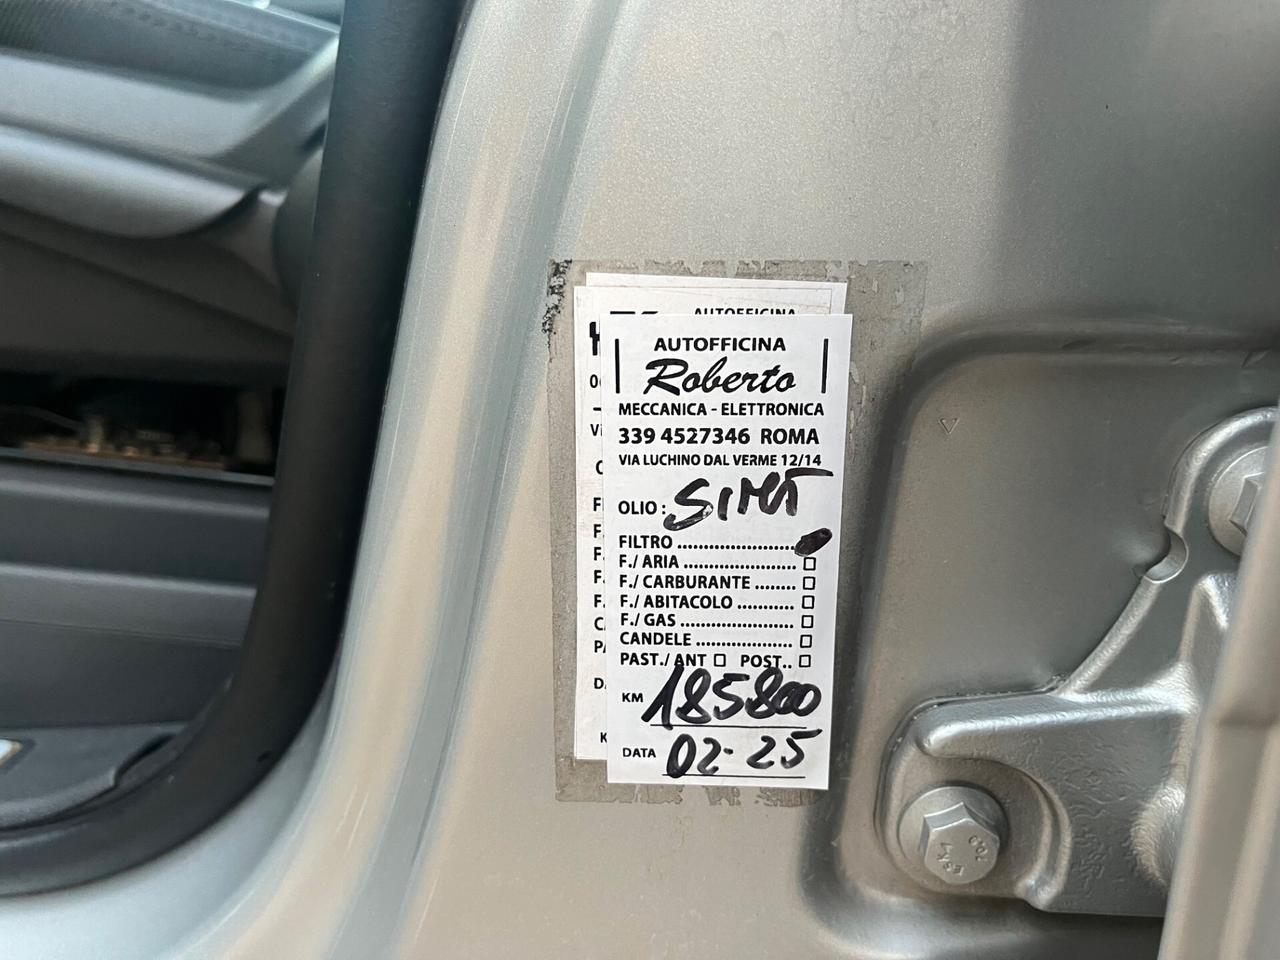 AUTOFFICINA
AUTOFFICINA
Roberto
MECCANICA - ELETTRONICA
339 4527346 ROMA
VIA LUCHINO DAL VERME 12/14
OLIO :
FILTRO
F./ARIA
F./CARBURANTE
F./ABITACOLO
F./GAS
CANDELE
PAST./ANT POST..
KM 185800
DATA 02-25